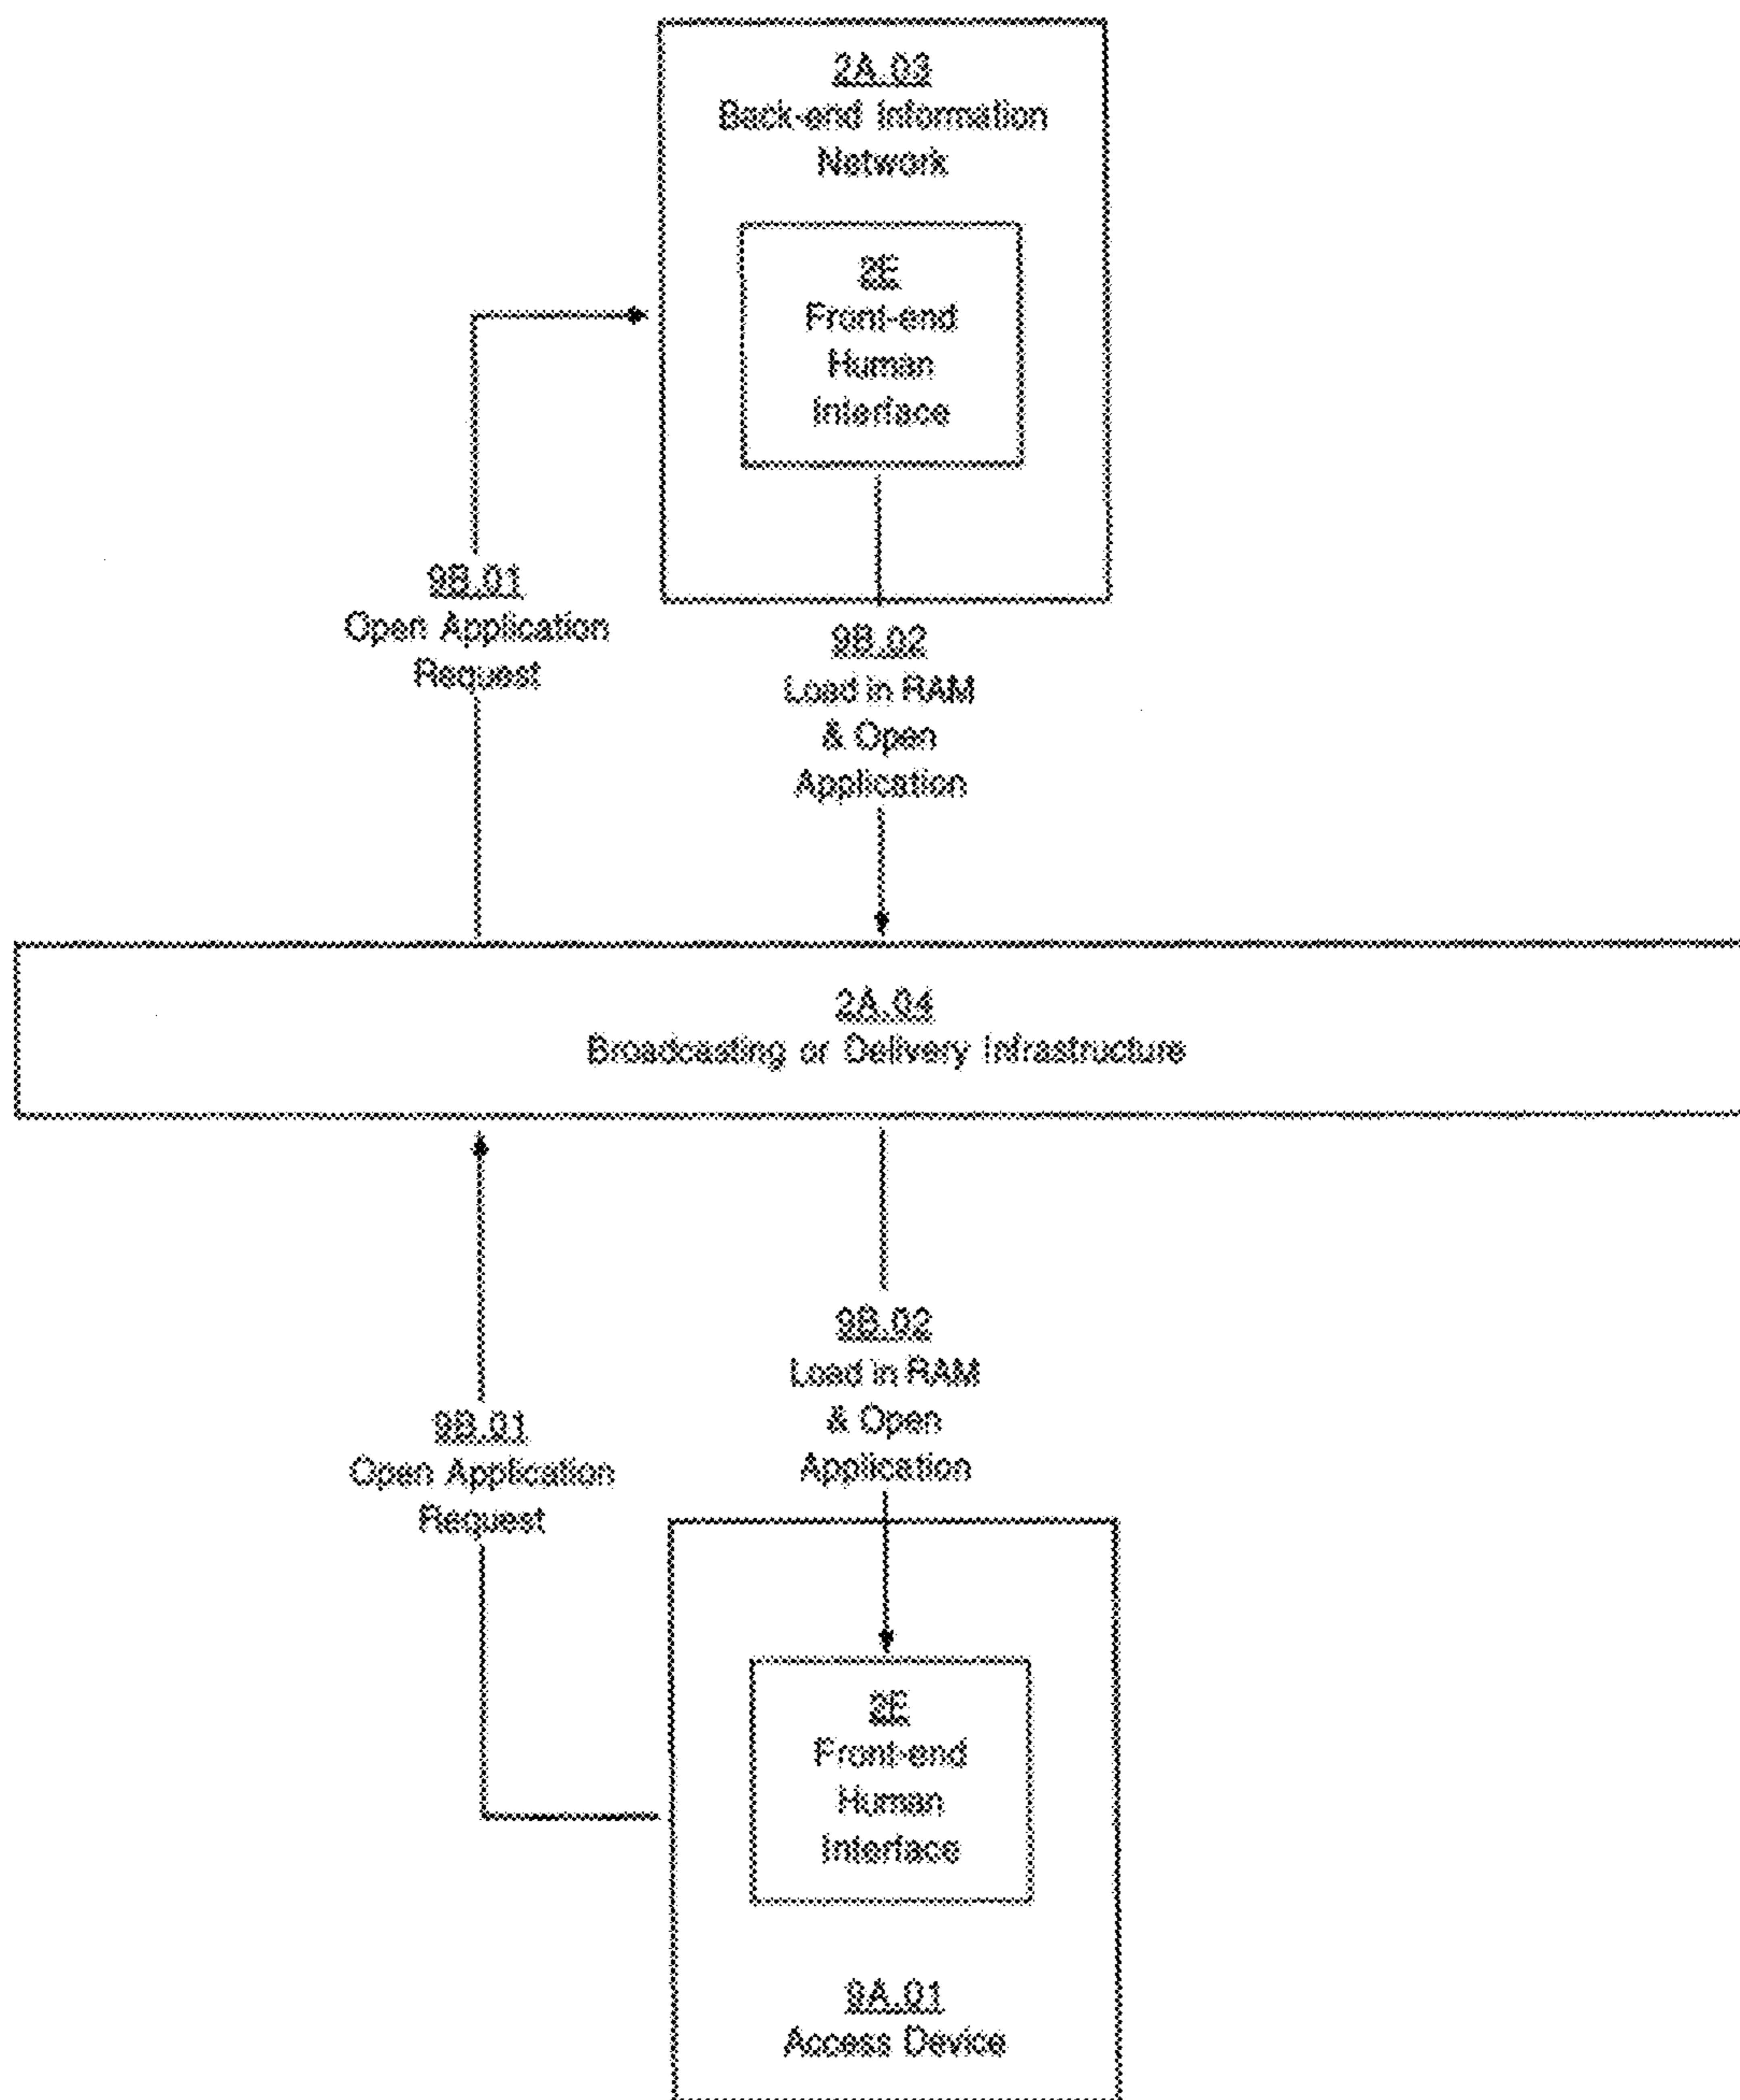 2A.03
Back-end Information
Network
2E
Front-end
Human
Interface
9B.01
Open Application
Request
9B.02
Load in RAM
& Open
Application
2A.04
Broadcasting or Delivery Infrastructure
9B.01
Open Application
Request
9B.02
Load in RAM
& Open
Application
2E
Front-end
Human
Interface
9A.01
Access Device